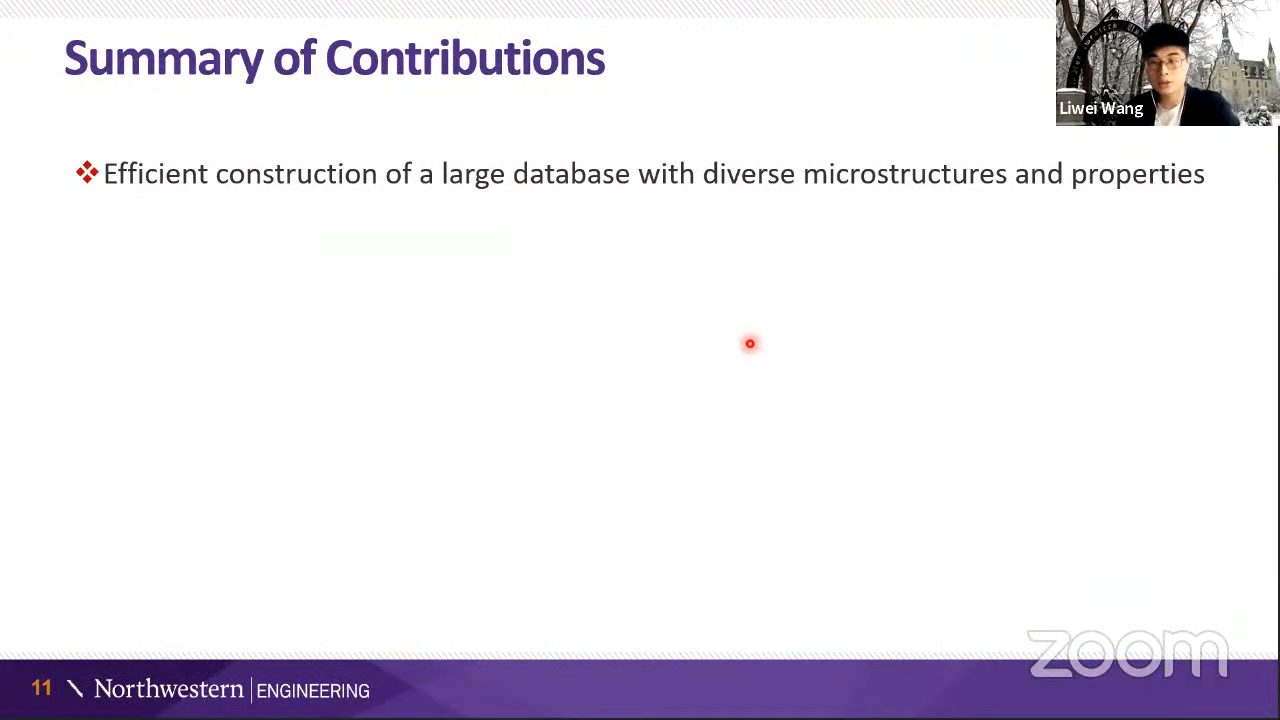 Summary of Contributions
Liwei Wang
Efficient construction of a large database with diverse microstructures and properties
zoom
11
Northwestern | ENGINEERING